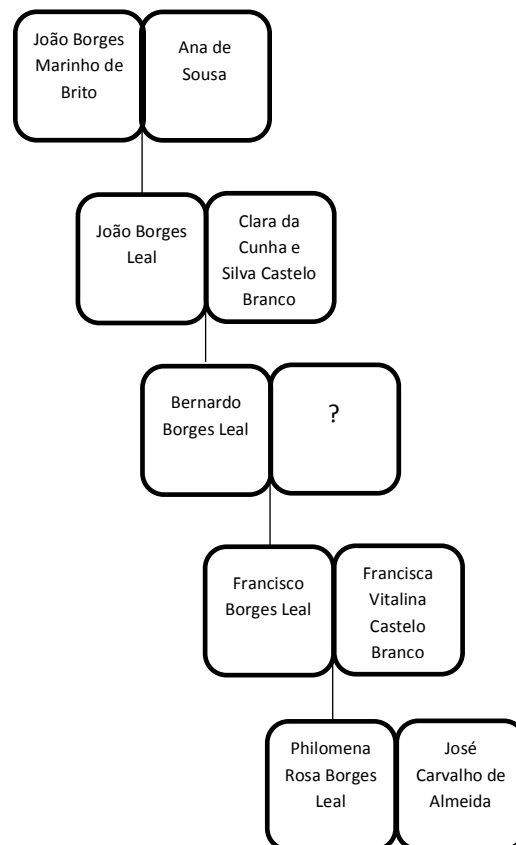 João Borges
Marinho de
Brito
Ana de
Sousa
João Borges
Leal
Clara da
Cunha e
Silva Castelo
Branco
Bernardo
Borges Leal
?
Francisco
Borges Leal
Francisca
Vitalina
Castelo
Branco
Philomena
Rosa Borges
Leal
José
Carvalho de
Almeida